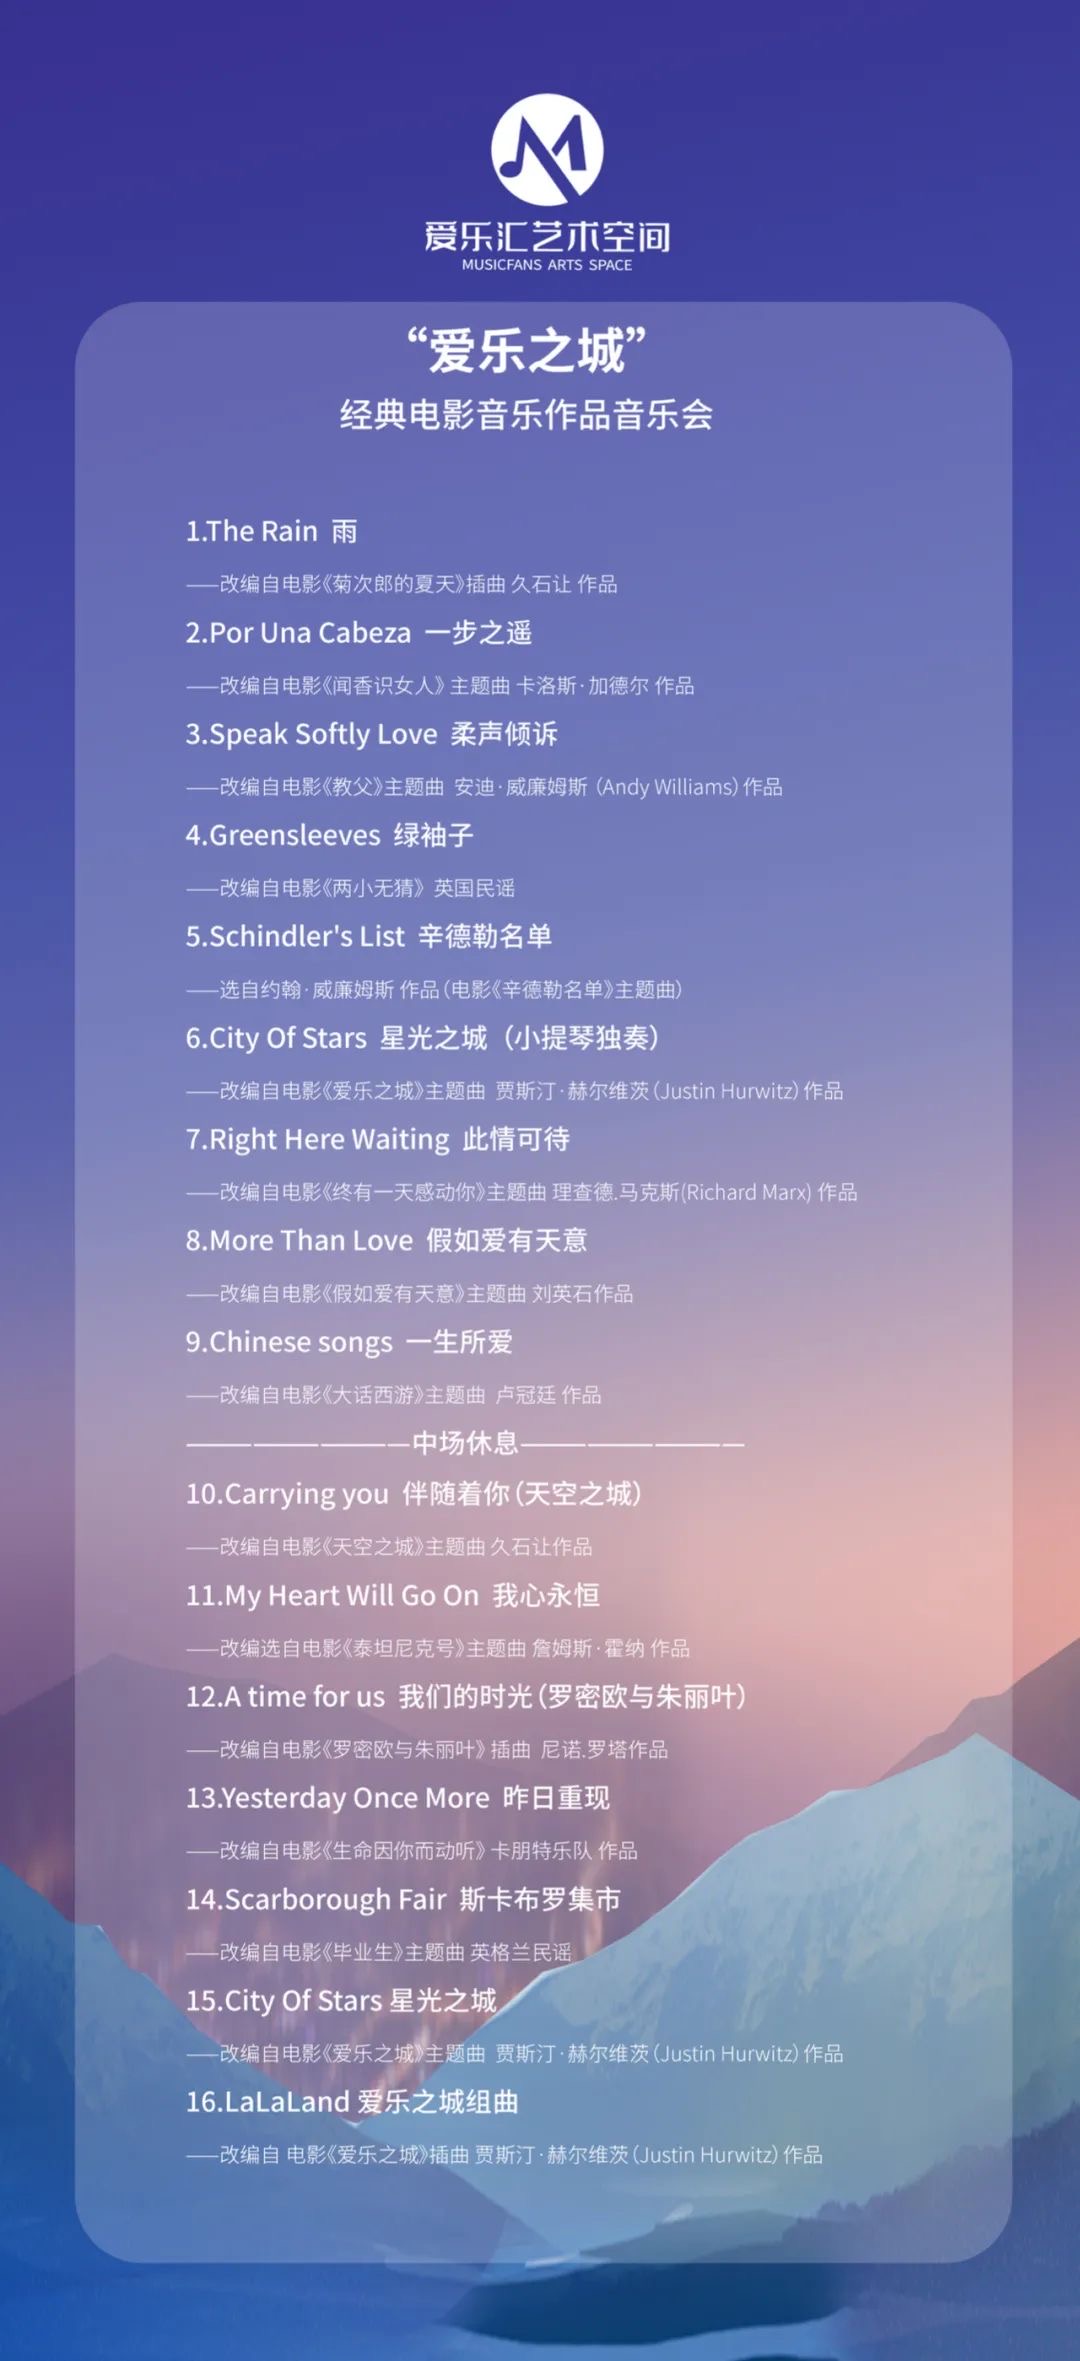 爱乐汇艺术空间
MUSICFANS ARTS SPACE
“爱乐之城”
经典电影音乐作品音乐会
1.The Rain 雨
——改编自电影《菊次郎的夏天》插曲 久石让 作品
2.Por Una Cabeza 一步之遥
——改编自电影《闻香识女人》主题曲 卡洛斯·加德尔 作品
3.Speak Softly Love 柔声倾诉
——改编自电影《教父》主题曲 安迪·威廉姆斯（Andy Williams）作品
4.Greensleeves 绿袖子
——改编自电影《两小无猜》 英国民谣
5.Schindler's List 辛德勒名单
——选自约翰·威廉姆斯 作品（电影《辛德勒名单》主题曲）
6.City Of Stars 星光之城（小提琴独奏）
——改编自电影《爱乐之城》主题曲 贾斯汀·赫尔维茨（Justin Hurwitz）作品
7.Right Here Waiting 此情可待
——改编自电影《终有一天感动你》主题曲 理查德.马克斯(Richard Marx) 作品
8.More Than Love 假如爱有天意
——改编自电影《假如爱有天意》主题曲 刘英石作品
9.Chinese songs 一生所爱
——改编自电影《大话西游》主题曲 卢冠廷 作品
———————中场休息———————
10.Carrying you 伴随着你（天空之城）
——改编自电影《天空之城》主题曲 久石让作品
11.My Heart Will Go On 我心永恒
——改编选自电影《泰坦尼克号》主题曲 詹姆斯·霍纳 作品
12.A time for us 我们的时光（罗密欧与朱丽叶）
——改编自电影《罗密欧与朱丽叶》插曲 尼诺.罗塔作品
13.Yesterday Once More 昨日重现
——改编自电影《生命因你而动听》卡朋特乐队 作品
14.Scarborough Fair 斯卡布罗集市
——改编自电影《毕业生》主题曲 英格兰民谣
15.City Of Stars 星光之城
——改编自电影《爱乐之城》主题曲 贾斯汀·赫尔维茨（Justin Hurwitz）作品
16.LaLaLand 爱乐之城组曲
——改编自 电影《爱乐之城》插曲 贾斯汀·赫尔维茨（Justin Hurwitz）作品